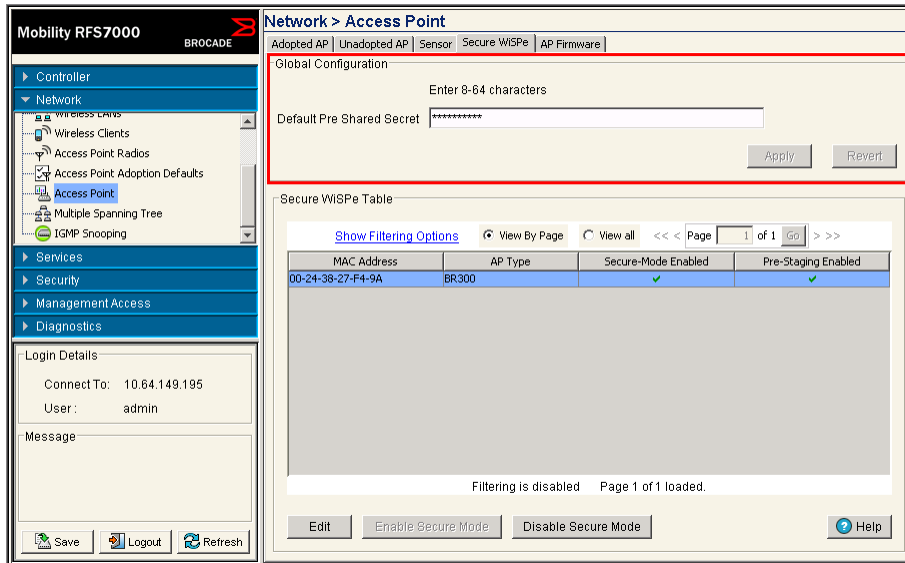 Mobility RFS7000
BROCADE
Controller
Network
Wireless LANs
Wireless Clients
Access Point Radios
Access Point Adoption Defaults
Access Point
Multiple Spanning Tree
IGMP Snooping
Services
Security
Management Access
Diagnostics
Login Details
Connect To: 10.64.149.195
User : admin
Message
Save Logout Refresh
Network > Access Point
Adopted AP Unadopted AP Sensor Secure WiSPe AP Firmware
Global Configuration
Enter 8-64 characters
Default Pre Shared Secret **********
Apply Revert
Secure WiSPe Table
Show Filtering Options View By Page View all << < Page 1 of 1 Go > >>
MAC Address AP Type Secure-Mode Enabled Pre-Staging Enabled
00-24-38-27-F4-9A BR300 ✔ ✔
Filtering is disabled Page 1 of 1 loaded.
Edit Enable Secure Mode Disable Secure Mode ? Help